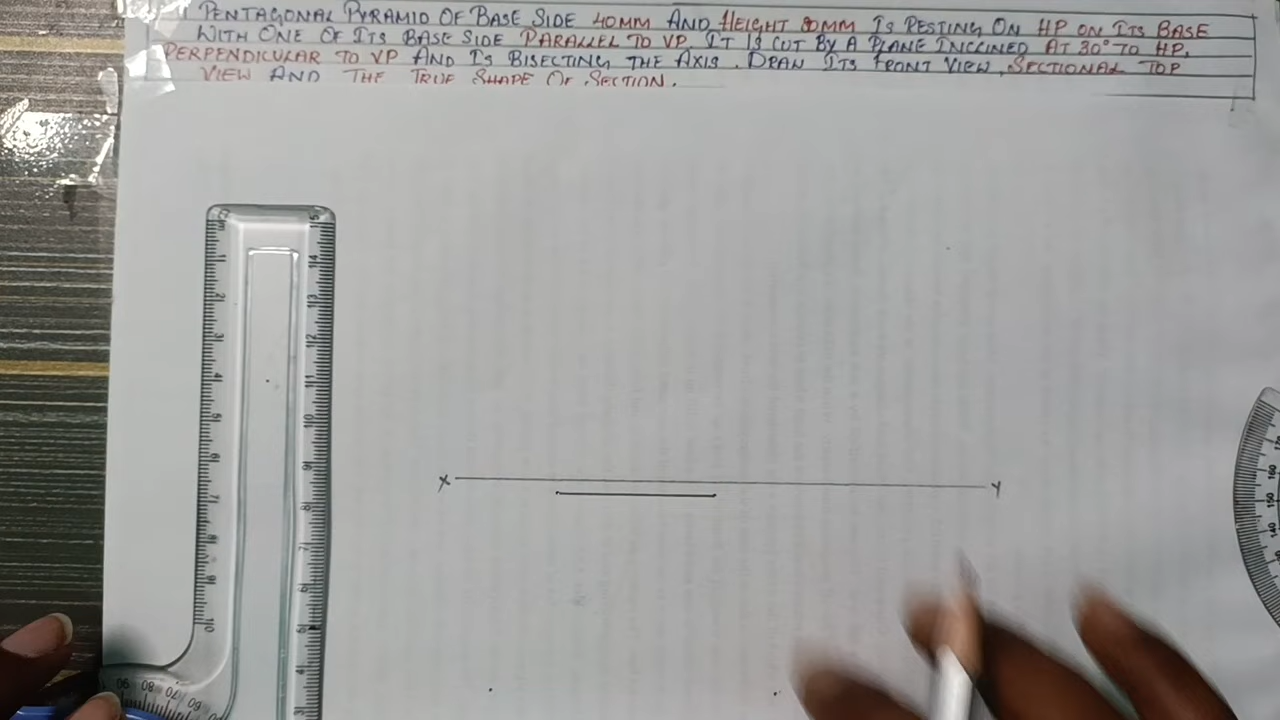 PENTAGONAL PYRAMID OF BASE SIDE 40MM AND HEIGHT 80MM IS RESTING ON HP ON ITS BASE
WITH ONE OF ITS BASE SIDE PARALLEL TO VP. IT IS CUT BY A PLANE INCLINED AT 30° TO HP,
PERPENDICULAR TO VP AND IS BISECTING THE AXIS. DRAW ITS FRONT VIEW, SECTIONAL TOP
VIEW AND THE TRUE SHAPE OF SECTION.
X Y